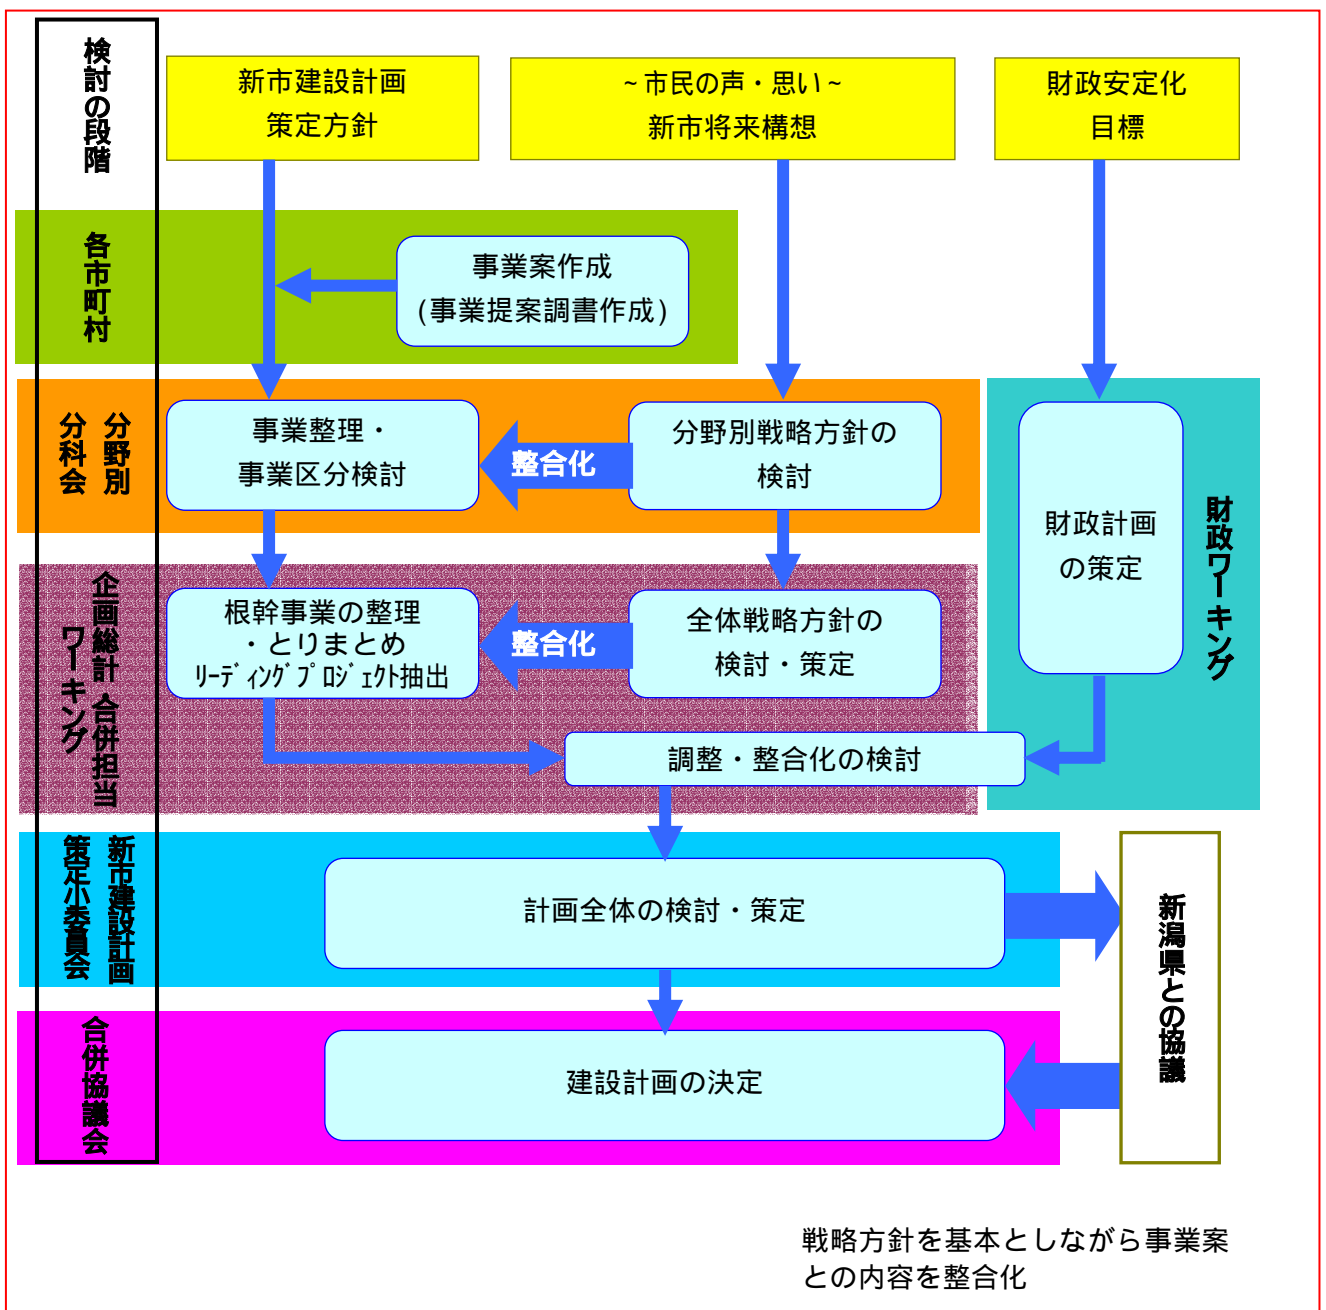 検討の段階
新市建設計画
策定方針
~市民の声・思い~
新市将来構想
財政安定化
目標
各市町村
事業案作成
(事業提案調書作成)
分野別
分科会
事業整理・
事業区分検討
整合化
分野別戦略方針の
検討
財政計画
の策定
財政ワーキング
企画総計 合併担当
ワーキング
根幹事業の整理
・とりまとめ
ﾘｰﾃﾞｨﾝｸﾞﾌﾟﾛｼﾞｪｸﾄ抽出
整合化
全体戦略方針の
検討・策定
調整・整合化の検討
新市建設計画
策定小委員会
計画全体の検討・策定
新潟県との協議
合併協議会
建設計画の決定
戦略方針を基本としながら事業案
との内容を整合化